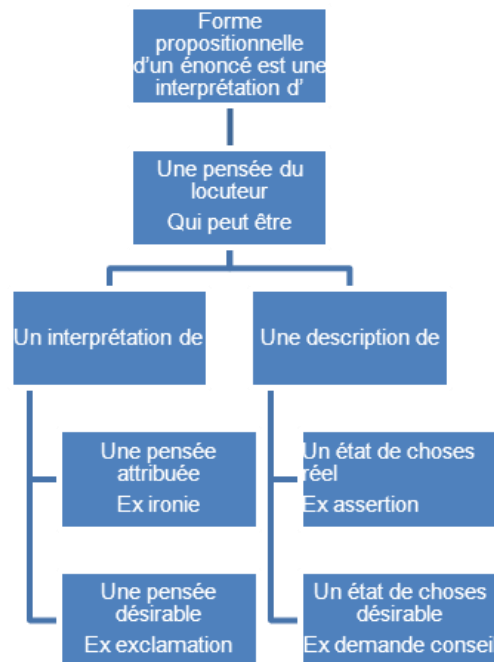 Forme
propositionnelle
d'un énoncé est une
interprétation d'
Une pensée du
locuteur
Qui peut être
Un interprétation de
Une description de
Une pensée
attribuée
Ex ironie
Un état de choses
réel
Ex assertion
Une pensée
désirable
Ex exclamation
Un état de choses
désirable
Ex demande conseil